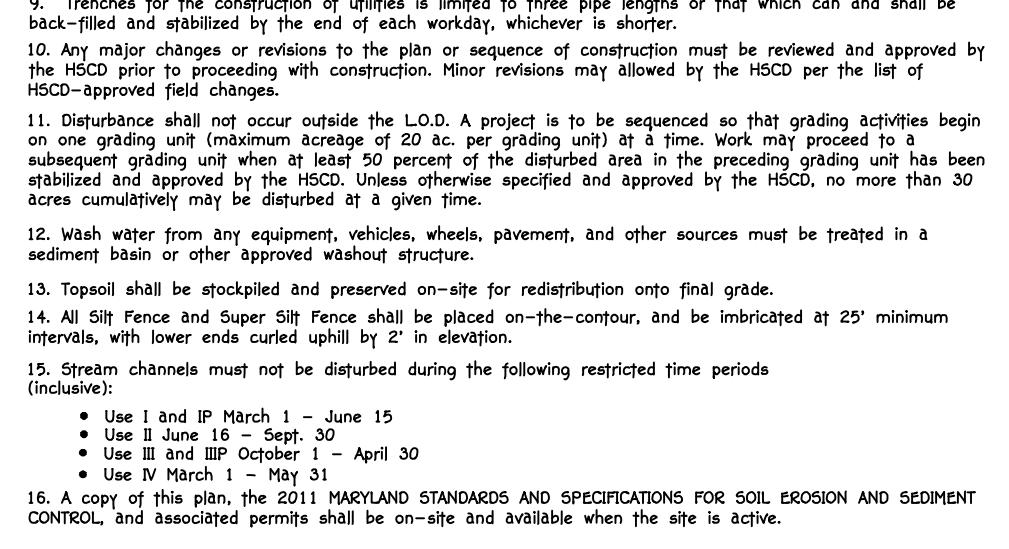 9. Trenches for the construction of utilities is limited to three pipe lengths or that which can and shall be
back-filled and stabilized by the end of each workday, whichever is shorter.
10. Any major changes or revisions to the plan or sequence of construction must be reviewed and approved by
the HSCD prior to proceeding with construction. Minor revisions may allowed by the HSCD per the list of
HSCD-approved field changes.
11. Disturbance shall not occur outside the L.O.D. A project is to be sequenced so that grading activities begin
on one grading unit (maximum acreage of 20 ac. per grading unit) at a time. Work may proceed to a
subsequent grading unit when at least 50 percent of the disturbed area in the preceding grading unit has been
stabilized and approved by the HSCD. Unless otherwise specified and approved by the HSCD, no more than 30
acres cumulatively may be disturbed at a given time.
12. Wash water from any equipment, vehicles, wheels, pavement, and other sources must be treated in a
sediment basin or other approved washout structure.
13. Topsoil shall be stockpiled and preserved on-site for redistribution onto final grade.
14. All Silt Fence and Super Silt Fence shall be placed on-the-contour, and be imbricated at 25' minimum
intervals, with lower ends curled uphill by 2' in elevation.
15. Stream channels must not be disturbed during the following restricted time periods
(inclusive):
• Use I and IP March 1 - June 15
• Use II June 16 - Sept. 30
• Use III and IIIP October 1 - April 30
• Use IV March 1 - May 31
16. A copy of this plan, the 2011 MARYLAND STANDARDS AND SPECIFICATIONS FOR SOIL EROSION AND SEDIMENT
CONTROL, and associated permits shall be on-site and available when the site is active.